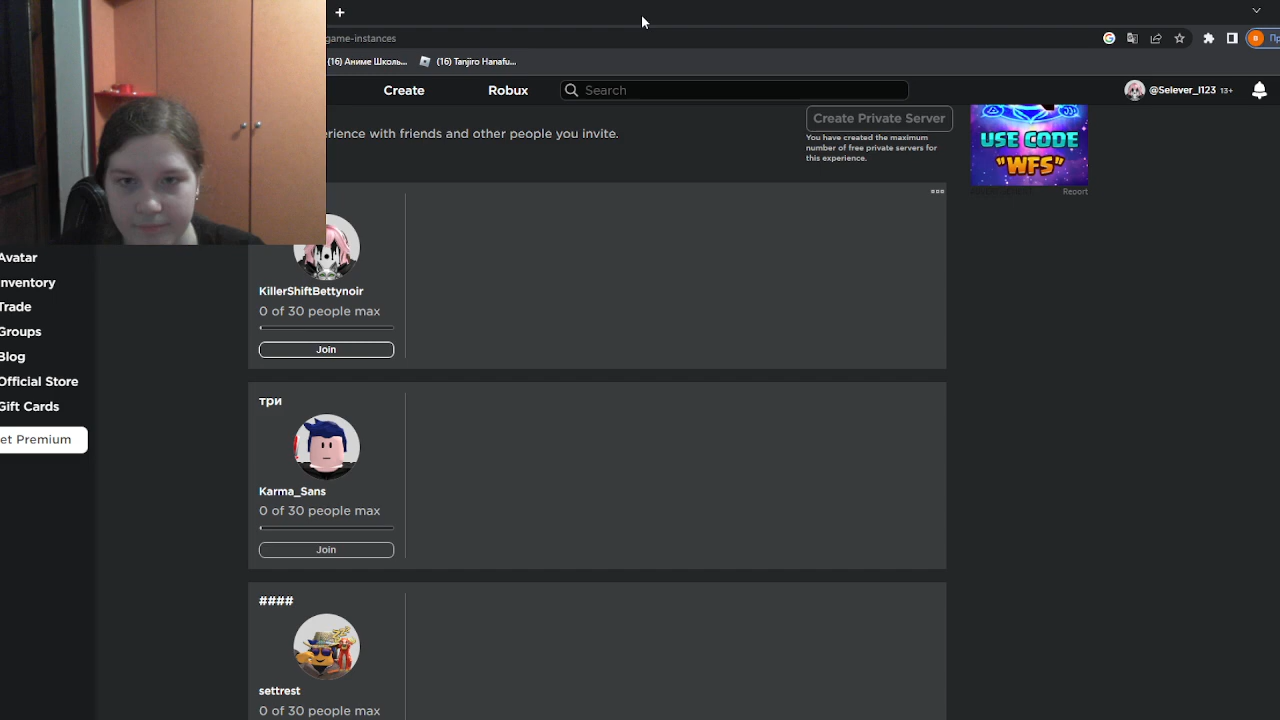 game-instances
Пр
(16) Аниме Школь...
(16) Tanjiro Hanafu...
Create
Robux
Search
@Selever_l123 13+
erience with friends and other people you invite.
Create Private Server
You have created the maximum
number of free private servers for
this experience.
USE CODE
"WFS"
Report
Avatar
nventory
Trade
Groups
Blog
Official Store
Gift Cards
et Premium
KillerShiftBettynoir
0 of 30 people max
Join
три
Karma_Sans
0 of 30 people max
Join
####
settrest
0 of 30 people max